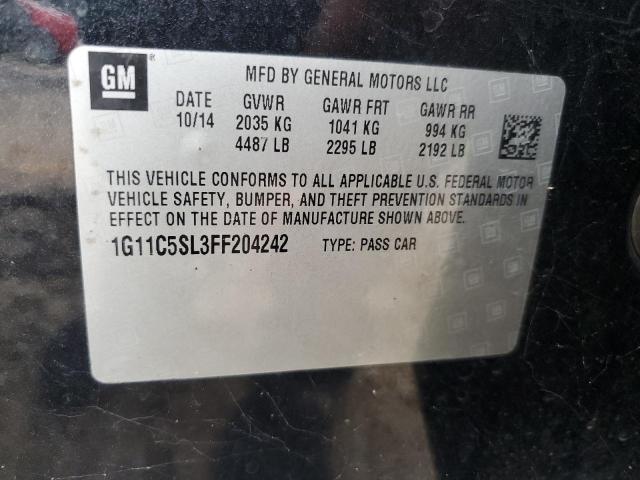 GM ®
MFD BY GENERAL MOTORS LLC
DATE GVWR GAWR FRT GAWR RR
10/14 2035 KG 1041 KG 994 KG
4487 LB 2295 LB 2192 LB
THIS VEHICLE CONFORMS TO ALL APPLICABLE U.S. FEDERAL MOTOR
VEHICLE SAFETY, BUMPER, AND THEFT PREVENTION STANDARDS IN
EFFECT ON THE DATE OF MANUFACTURE SHOWN ABOVE.
1G11C5SL3FF204242 TYPE: PASS CAR